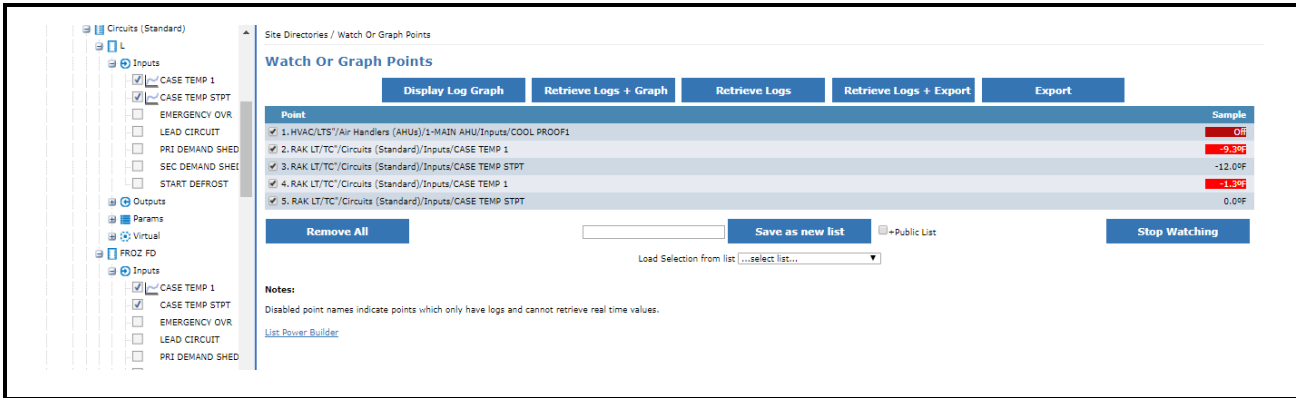 Circuits (Standard)
L
Inputs
CASE TEMP 1
CASE TEMP STPT
EMERGENCY OVR
LEAD CIRCUIT
PRI DEMAND SHED
SEC DEMAND SHED
START DEFROST
Outputs
Params
Virtual
FROZ FD
Inputs
CASE TEMP 1
CASE TEMP STPT
EMERGENCY OVR
LEAD CIRCUIT
PRI DEMAND SHED
Site Directories / Watch Or Graph Points
Watch Or Graph Points
Display Log Graph Retrieve Logs + Graph Retrieve Logs Retrieve Logs + Export Export
Point Sample
1. HVAC/LTS"/Air Handlers (AHUs)/1-MAIN AHU/Inputs/COOL PROOF1 Off
2. RAK LT/TC"/Circuits (Standard)/Inputs/CASE TEMP 1 -9.3ºF
3. RAK LT/TC"/Circuits (Standard)/Inputs/CASE TEMP STPT -12.0ºF
4. RAK LT/TC"/Circuits (Standard)/Inputs/CASE TEMP 1 -1.3ºF
5. RAK LT/TC"/Circuits (Standard)/Inputs/CASE TEMP STPT 0.0ºF
Remove All Save as new list +Public List Stop Watching
Load Selection from list ...select list...
Notes:
Disabled point names indicate points which only have logs and cannot retrieve real time values.
List Power Builder